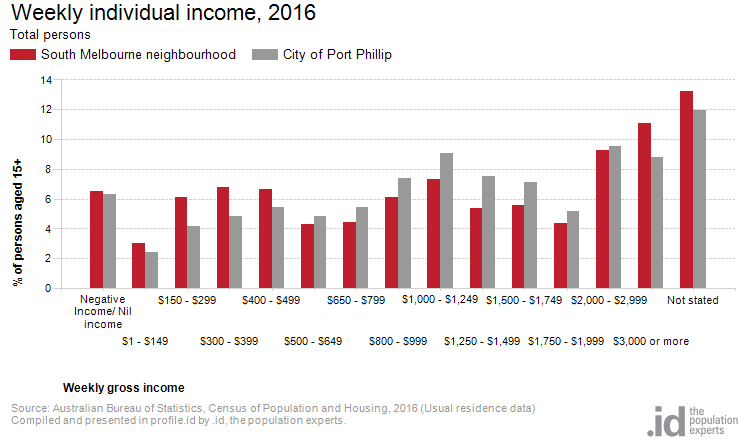 Weekly individual income, 2016
Total persons
South Melbourne neighbourhood City of Port Phillip
14
12
10
8
6
4
2
0
% of persons aged 15+
Negative Income/ Nil income
$1 - $149
$150 - $299
$300 - $399
$400 - $499
$500 - $649
$650 - $799
$800 - $999
$1,000 - $1,249
$1,250 - $1,499
$1,500 - $1,749
$1,750 - $1,999
$2,000 - $2,999
$3,000 or more
Not stated
Weekly gross income
Source: Australian Bureau of Statistics, Census of Population and Housing, 2016 (Usual residence data)
Compiled and presented in profile.id by .id, the population experts.
.id the population experts